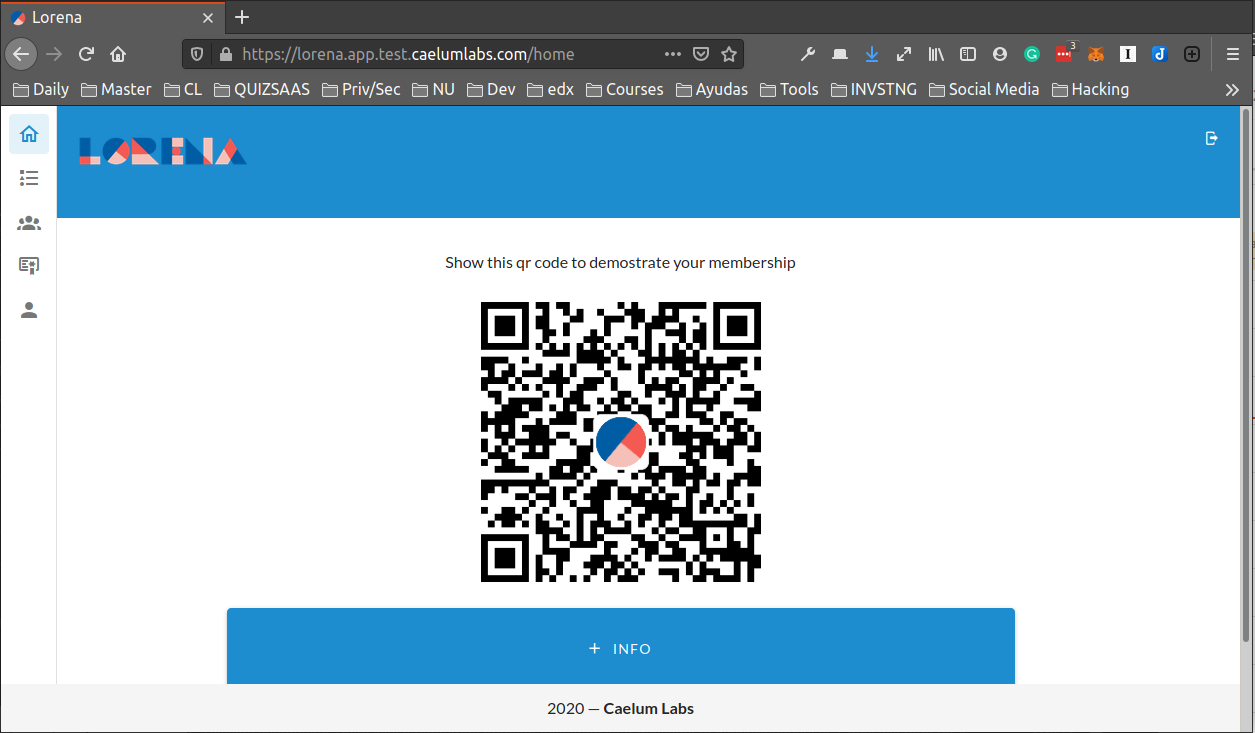 Lorena
https://lorena.app.test.caelumlabs.com/home
3
Daily Master CL QUIZSAAS Priv/Sec NU Dev edx Courses Ayudas Tools INVSTNG Social Media Hacking
LORENA
Show this qr code to demostrate your membership
+ INFO
2020 — Caelum Labs